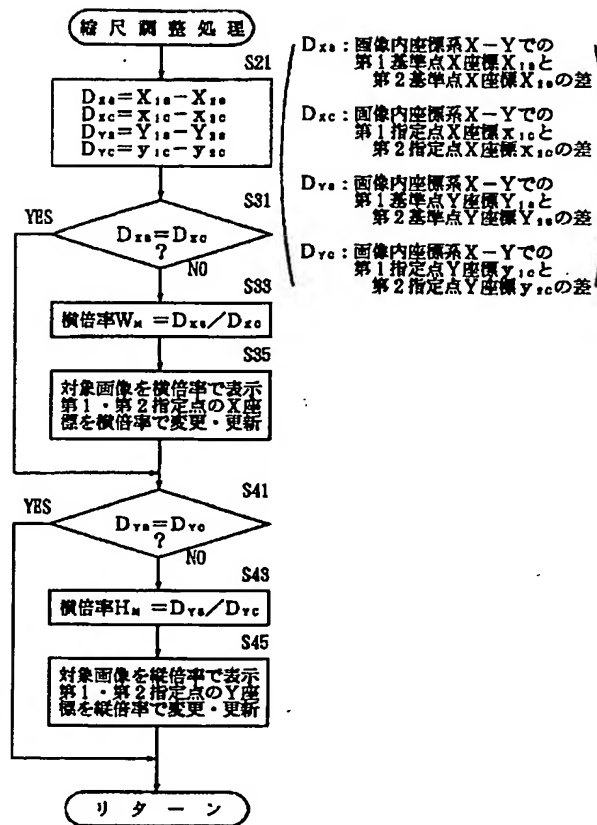 縮尺調整処理
S21
Dxs=X1s−X2s
Dxc=x1c−x2c
Dys=Y1s−Y2s
Dyc=y1c−y2c
Dxs：画像内座標系X−Yでの
第1基準点X座標X1sと
第2基準点X座標X2sの差
Dxc：画像内座標系X−Yでの
第1指定点X座標x1cと
第2指定点X座標x2cの差
Dys：画像内座標系X−Yでの
第1基準点Y座標Y1sと
第2基準点Y座標Y2sの差
Dyc：画像内座標系X−Yでの
第1指定点Y座標y1cと
第2指定点Y座標y2cの差
S31
YES
Dxs=Dxc
?
NO
S33
横倍率WM=Dxs/Dxc
S35
対象画像を横倍率で表示
第1・第2指定点のX座
標を横倍率で変更・更新
S41
YES
Dys=Dyc
?
NO
S43
横倍率HM=Dys/Dyc
S45
対象画像を縦倍率で表示
第1・第2指定点のY座
標を縦倍率で変更・更新
リターン